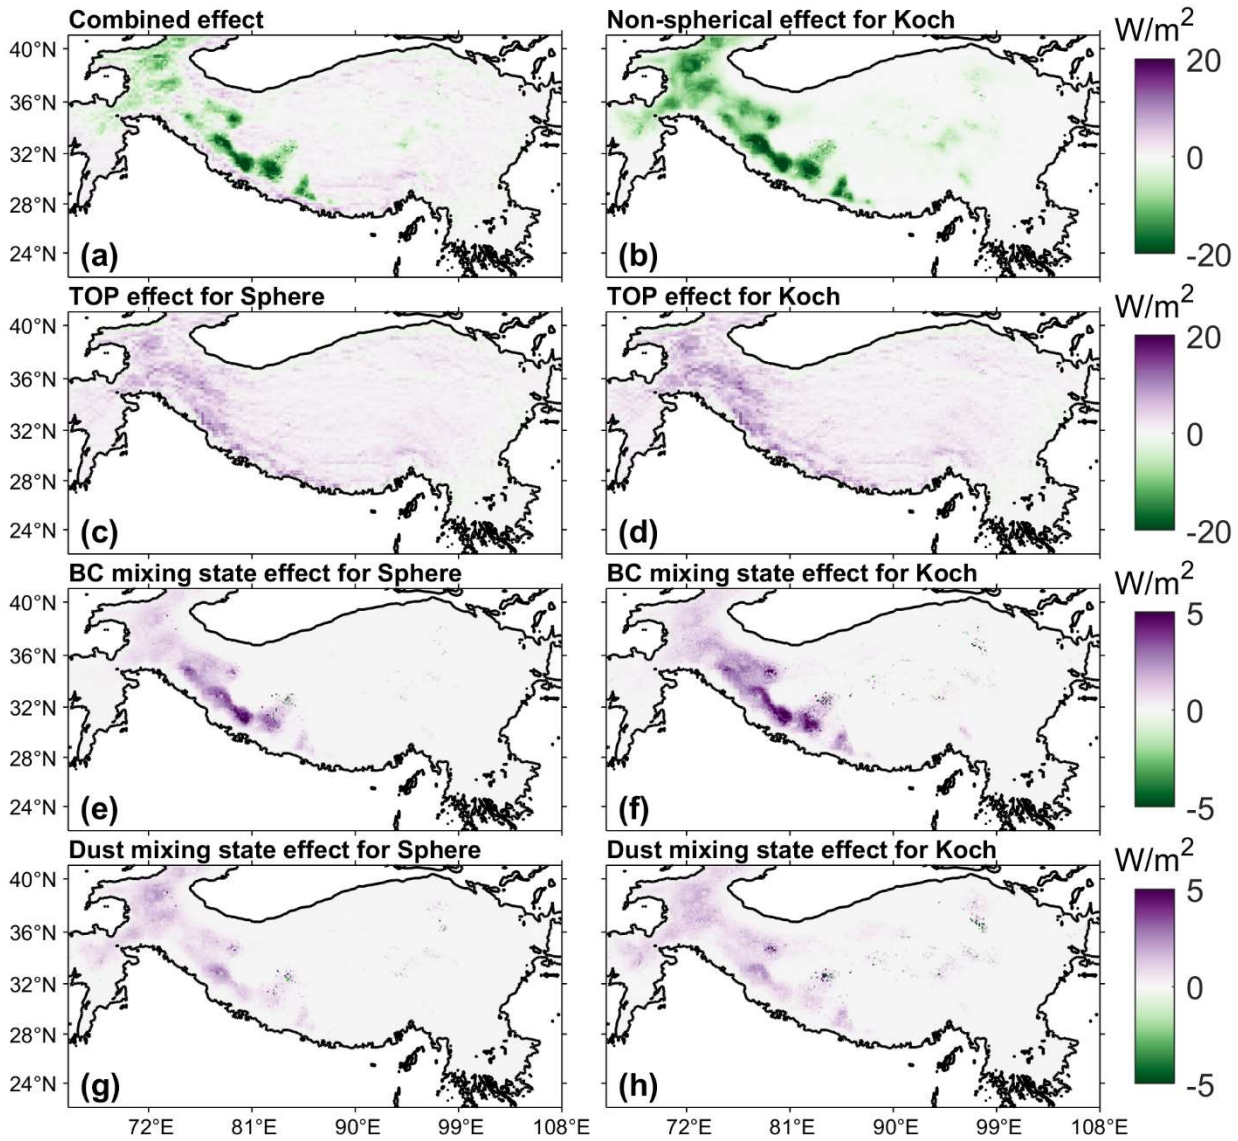 Combined effect
Non-spherical effect for Koch
W/m²
40°N
36°N
32°N
28°N
24°N
(a)
(b)
20
0
-20
TOP effect for Sphere
TOP effect for Koch
W/m²
40°N
36°N
32°N
28°N
24°N
(c)
(d)
20
0
-20
BC mixing state effect for Sphere
BC mixing state effect for Koch
W/m²
40°N
36°N
32°N
28°N
24°N
(e)
(f)
5
0
-5
Dust mixing state effect for Sphere
Dust mixing state effect for Koch
W/m²
40°N
36°N
32°N
28°N
24°N
(g)
(h)
5
0
-5
72°E 81°E 90°E 99°E 108°E
72°E 81°E 90°E 99°E 108°E